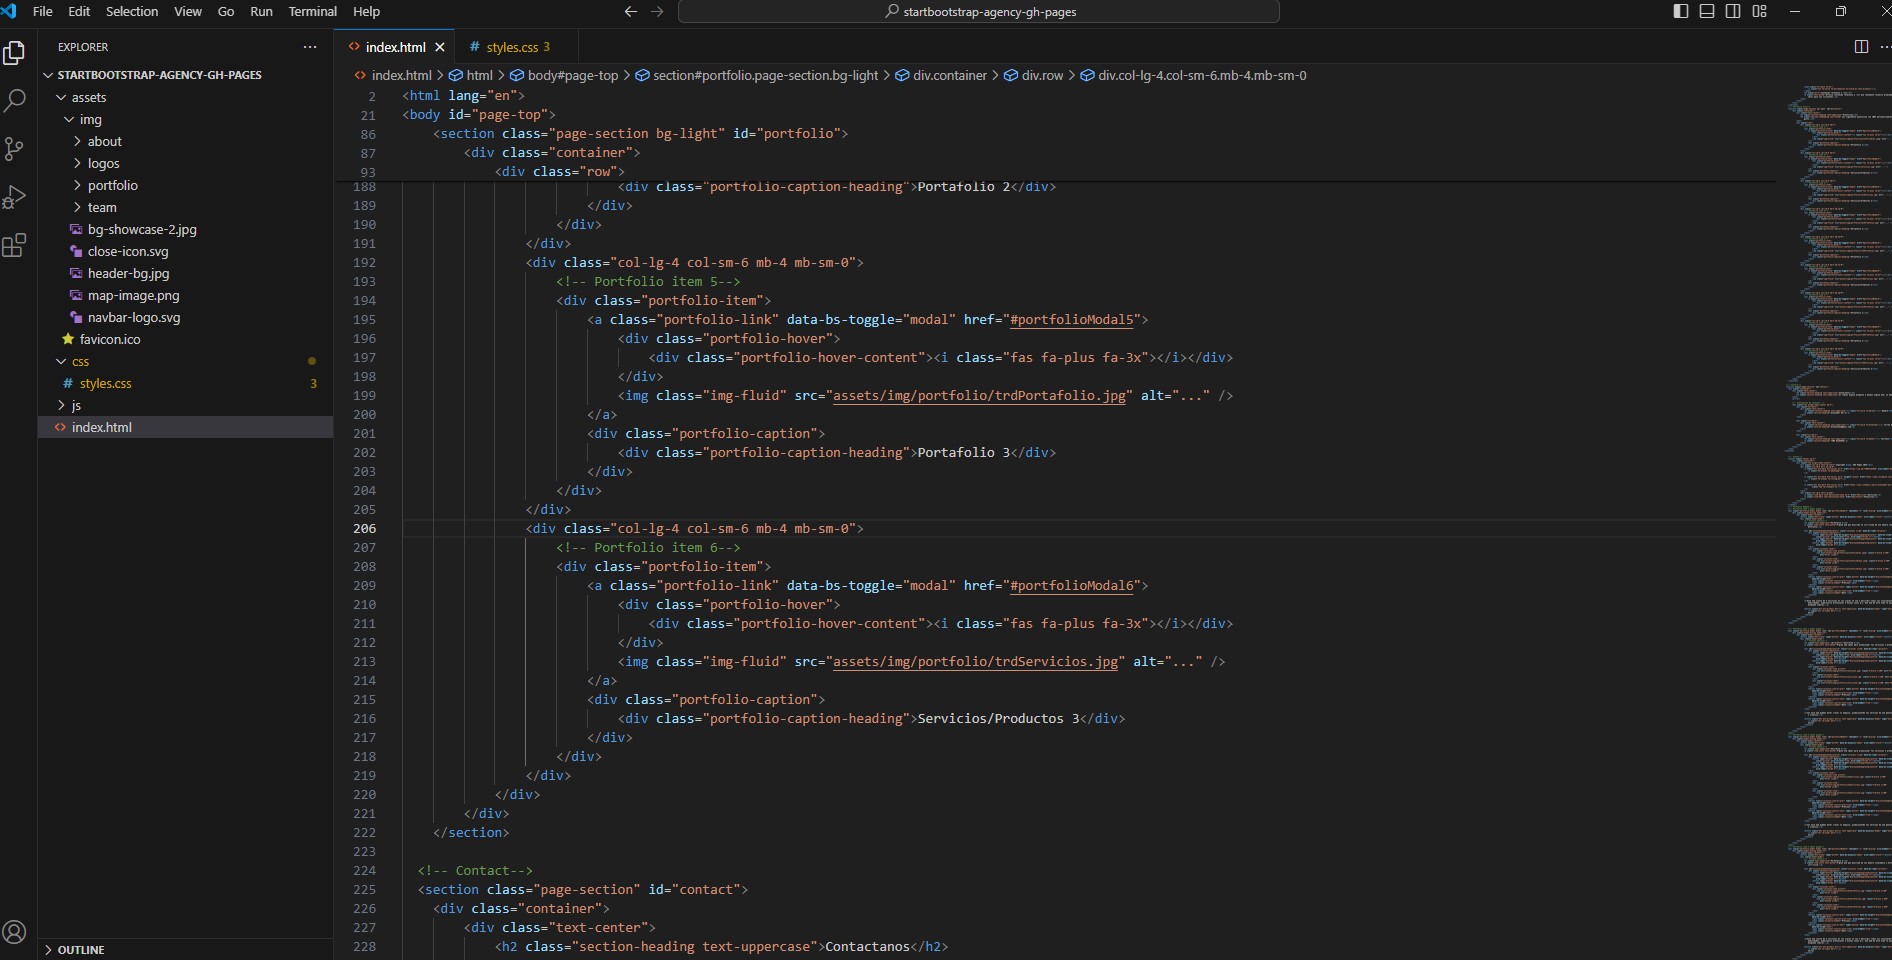 File Edit Selection View Go Run Terminal Help
startbootstrap-agency-gh-pages
EXPLORER
STARTBOOTSTRAP-AGENCY-GH-PAGES
assets
img
about
logos
portfolio
team
bg-showcase-2.jpg
close-icon.svg
header-bg.jpg
map-image.png
navbar-logo.svg
favicon.ico
css
# styles.css 3
js
<> index.html
OUTLINE
<> index.html # styles.css 3
<> index.html > html > body#page-top > section#portfolio.page-section.bg-light > div.container > div.row > div.col-lg-4.col-sm-6.mb-4.mb-sm-0
2 <html lang="en">
21 <body id="page-top">
86 <section class="page-section bg-light" id="portfolio">
87 <div class="container">
93 <div class="row">
188 <div class="portfolio-caption-heading">Portafolio 2</div>
189 </div>
190 </div>
191 </div>
192 <div class="col-lg-4 col-sm-6 mb-4 mb-sm-0">
193 <!-- Portfolio item 5-->
194 <div class="portfolio-item">
195 <a class="portfolio-link" data-bs-toggle="modal" href="#portfolioModal5">
196 <div class="portfolio-hover">
197 <div class="portfolio-hover-content"><i class="fas fa-plus fa-3x"></i></div>
198 </div>
199 <img class="img-fluid" src="assets/img/portfolio/trdPortafolio.jpg" alt="..." />
200 </a>
201 <div class="portfolio-caption">
202 <div class="portfolio-caption-heading">Portafolio 3</div>
203 </div>
204 </div>
205 </div>
206 <div class="col-lg-4 col-sm-6 mb-4 mb-sm-0">
207 <!-- Portfolio item 6-->
208 <div class="portfolio-item">
209 <a class="portfolio-link" data-bs-toggle="modal" href="#portfolioModal6">
210 <div class="portfolio-hover">
211 <div class="portfolio-hover-content"><i class="fas fa-plus fa-3x"></i></div>
212 </div>
213 <img class="img-fluid" src="assets/img/portfolio/trdServicios.jpg" alt="..." />
214 </a>
215 <div class="portfolio-caption">
216 <div class="portfolio-caption-heading">Servicios/Productos 3</div>
217 </div>
218 </div>
219 </div>
220 </div>
221 </div>
222 </section>
223
224 <!-- Contact-->
225 <section class="page-section" id="contact">
226 <div class="container">
227 <div class="text-center">
228 <h2 class="section-heading text-uppercase">Contactanos</h2>